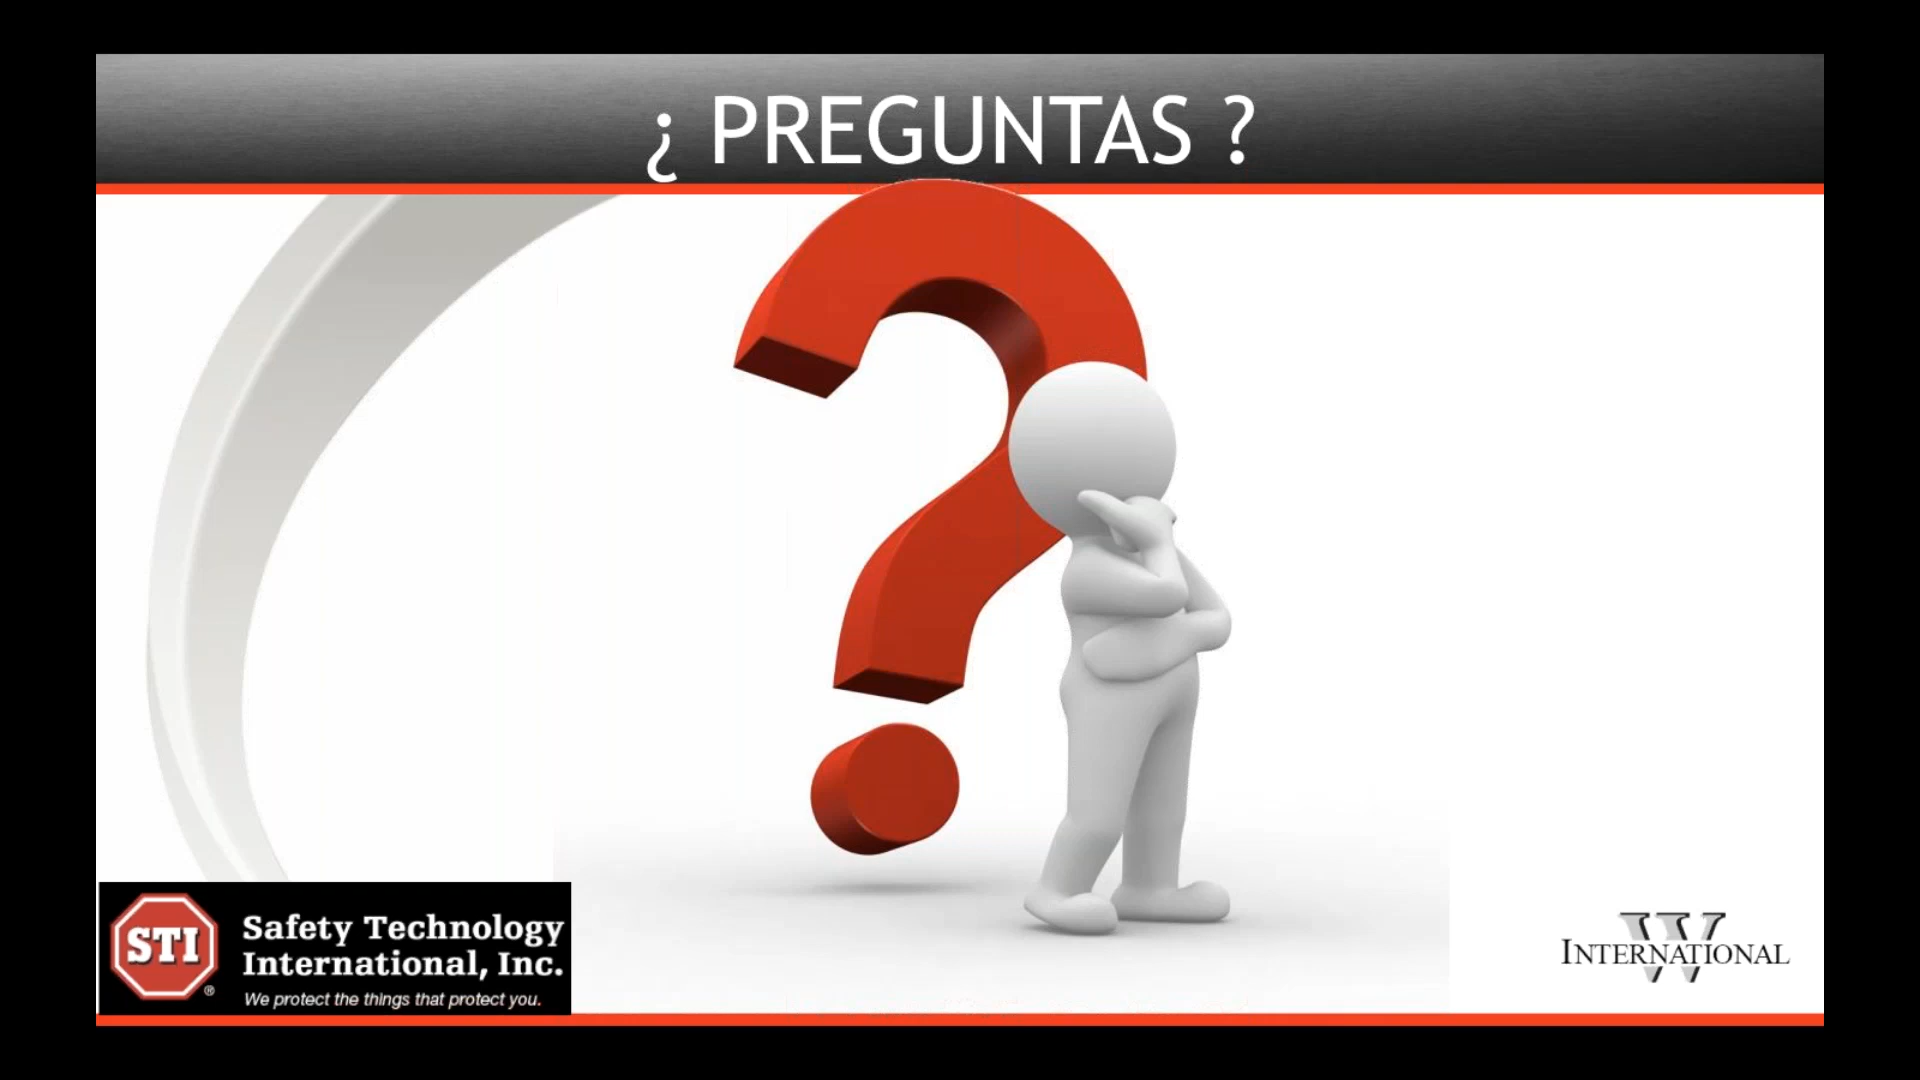 ¿ PREGUNTAS ?
STI
®
Safety Technology
International, Inc.
We protect the things that protect you.
W
INTERNATIONAL